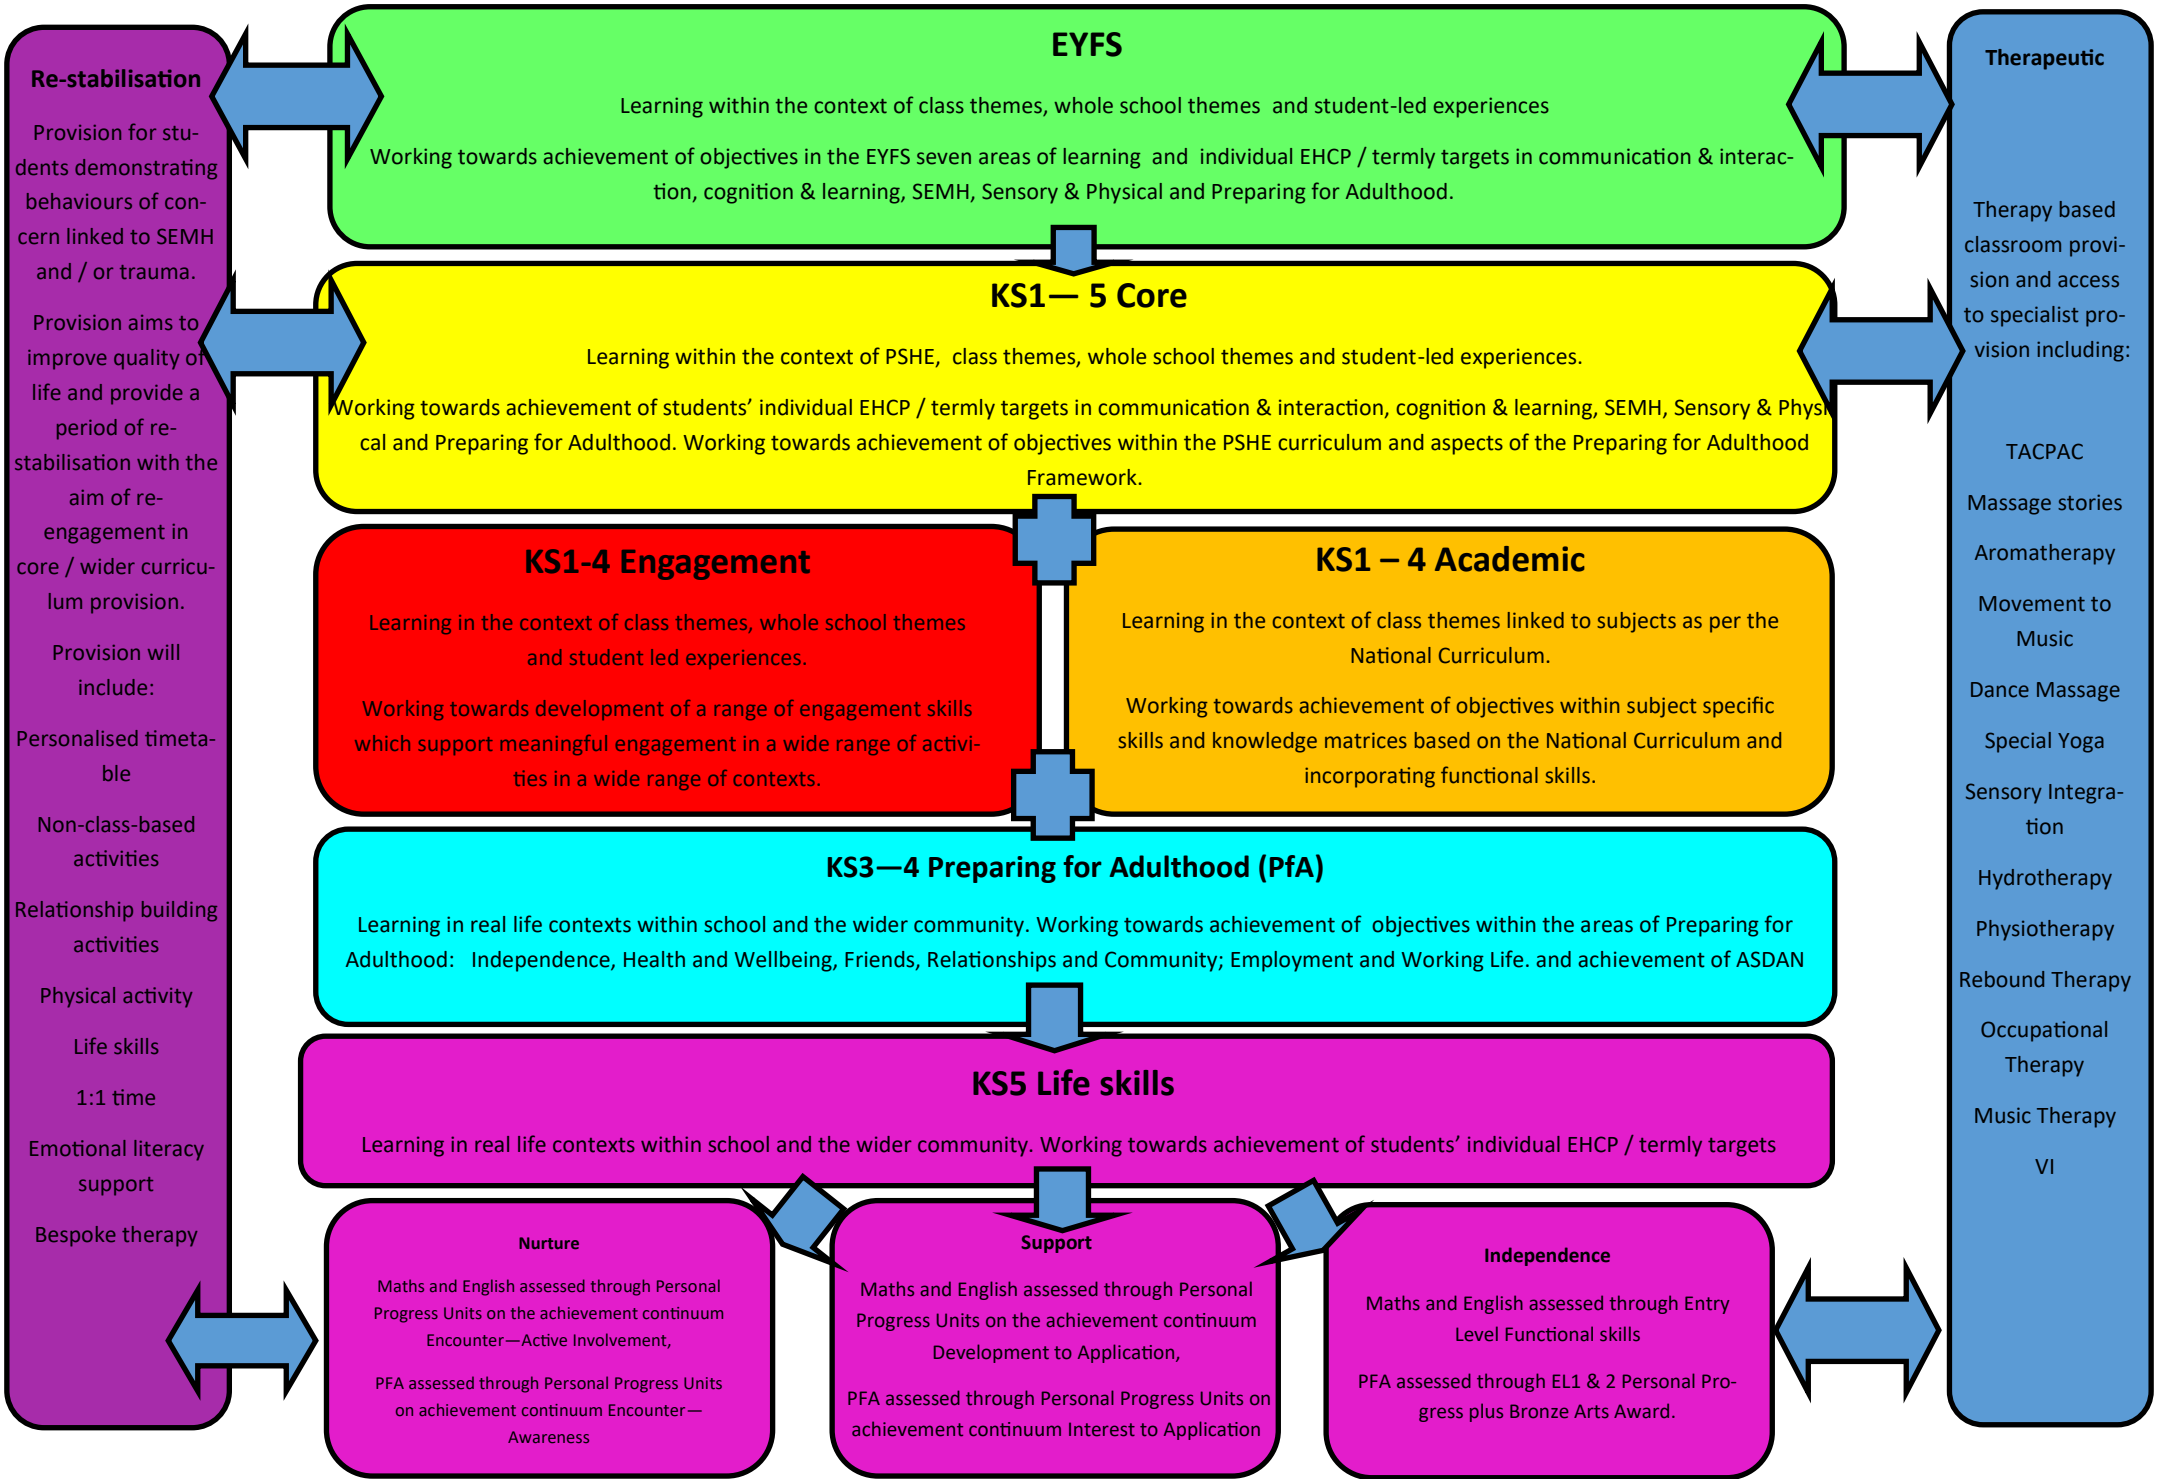 Re-stabilisation
Provision for stu-
dents demonstrating
behaviours of con-
cern linked to SEMH
and / or trauma.
Provision aims to
improve quality of
life and provide a
period of re-
stabilisation with the
aim of re-
engagement in
core / wider curricu-
lum provision.
Provision will
include:
Personalised timeta-
ble
Non-class-based
activities
Relationship building
activities
Physical activity
Life skills
1:1 time
Emotional literacy
support
Bespoke therapy
EYFS
Learning within the context of class themes, whole school themes  and student-led experiences
Working towards achievement of objectives in the EYFS seven areas of learning  and  individual EHCP / termly targets in communication & interac-
tion, cognition & learning, SEMH, Sensory & Physical and Preparing for Adulthood.
KS1— 5 Core
Learning within the context of PSHE,  class themes, whole school themes and student-led experiences.
Working towards achievement of students’ individual EHCP / termly targets in communication & interaction, cognition & learning, SEMH, Sensory & Physi
cal and Preparing for Adulthood. Working towards achievement of objectives within the PSHE curriculum and aspects of the Preparing for Adulthood
Framework.
KS1-4 Engagement
Learning in the context of class themes, whole school themes
and student led experiences.
Working towards development of a range of engagement skills
which support meaningful engagement in a wide range of activi-
ties in a wide range of contexts.
KS1 – 4 Academic
Learning in the context of class themes linked to subjects as per the
National Curriculum.
Working towards achievement of objectives within subject specific
skills and knowledge matrices based on the National Curriculum and
incorporating functional skills.
KS3—4 Preparing for Adulthood (PfA)
Learning in real life contexts within school and the wider community. Working towards achievement of  objectives within the areas of Preparing for
Adulthood:   Independence, Health and Wellbeing, Friends, Relationships and Community; Employment and Working Life. and achievement of ASDAN
KS5 Life skills
Learning in real life contexts within school and the wider community. Working towards achievement of students’ individual EHCP / termly targets
Nurture
Maths and English assessed through Personal
Progress Units on the achievement continuum
Encounter—Active Involvement,
PFA assessed through Personal Progress Units
on achievement continuum Encounter—
Awareness
Support
Maths and English assessed through Personal
Progress Units on the achievement continuum
Development to Application,
PFA assessed through Personal Progress Units on
achievement continuum Interest to Application
Independence
Maths and English assessed through Entry
Level Functional skills
PFA assessed through EL1 & 2 Personal Pro-
gress plus Bronze Arts Award.
Therapeutic
Therapy based
classroom provi-
sion and access
to specialist pro-
vision including:
TACPAC
Massage stories
Aromatherapy
Movement to
Music
Dance Massage
Special Yoga
Sensory Integra-
tion
Hydrotherapy
Physiotherapy
Rebound Therapy
Occupational
Therapy
Music Therapy
VI